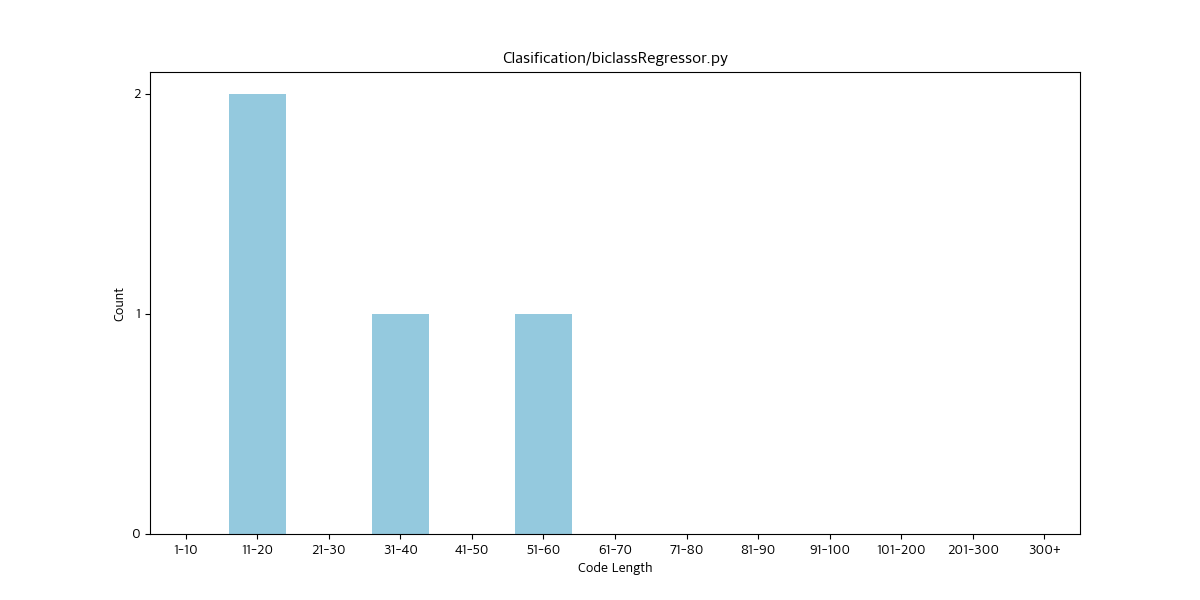 Clasification/biclassRegressor.py
Count
2
1
0
1-10 11-20 21-30 31-40 41-50 51-60 61-70 71-80 81-90 91-100 101-200 201-300 300+
Code Length